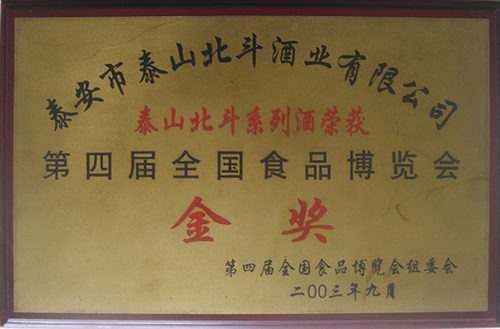 泰安市泰山北斗酒业有限公司
泰山北斗系列酒荣获
第四届全国食品博览会
金奖
第四届全国食品博览会组委会
二00三年九月